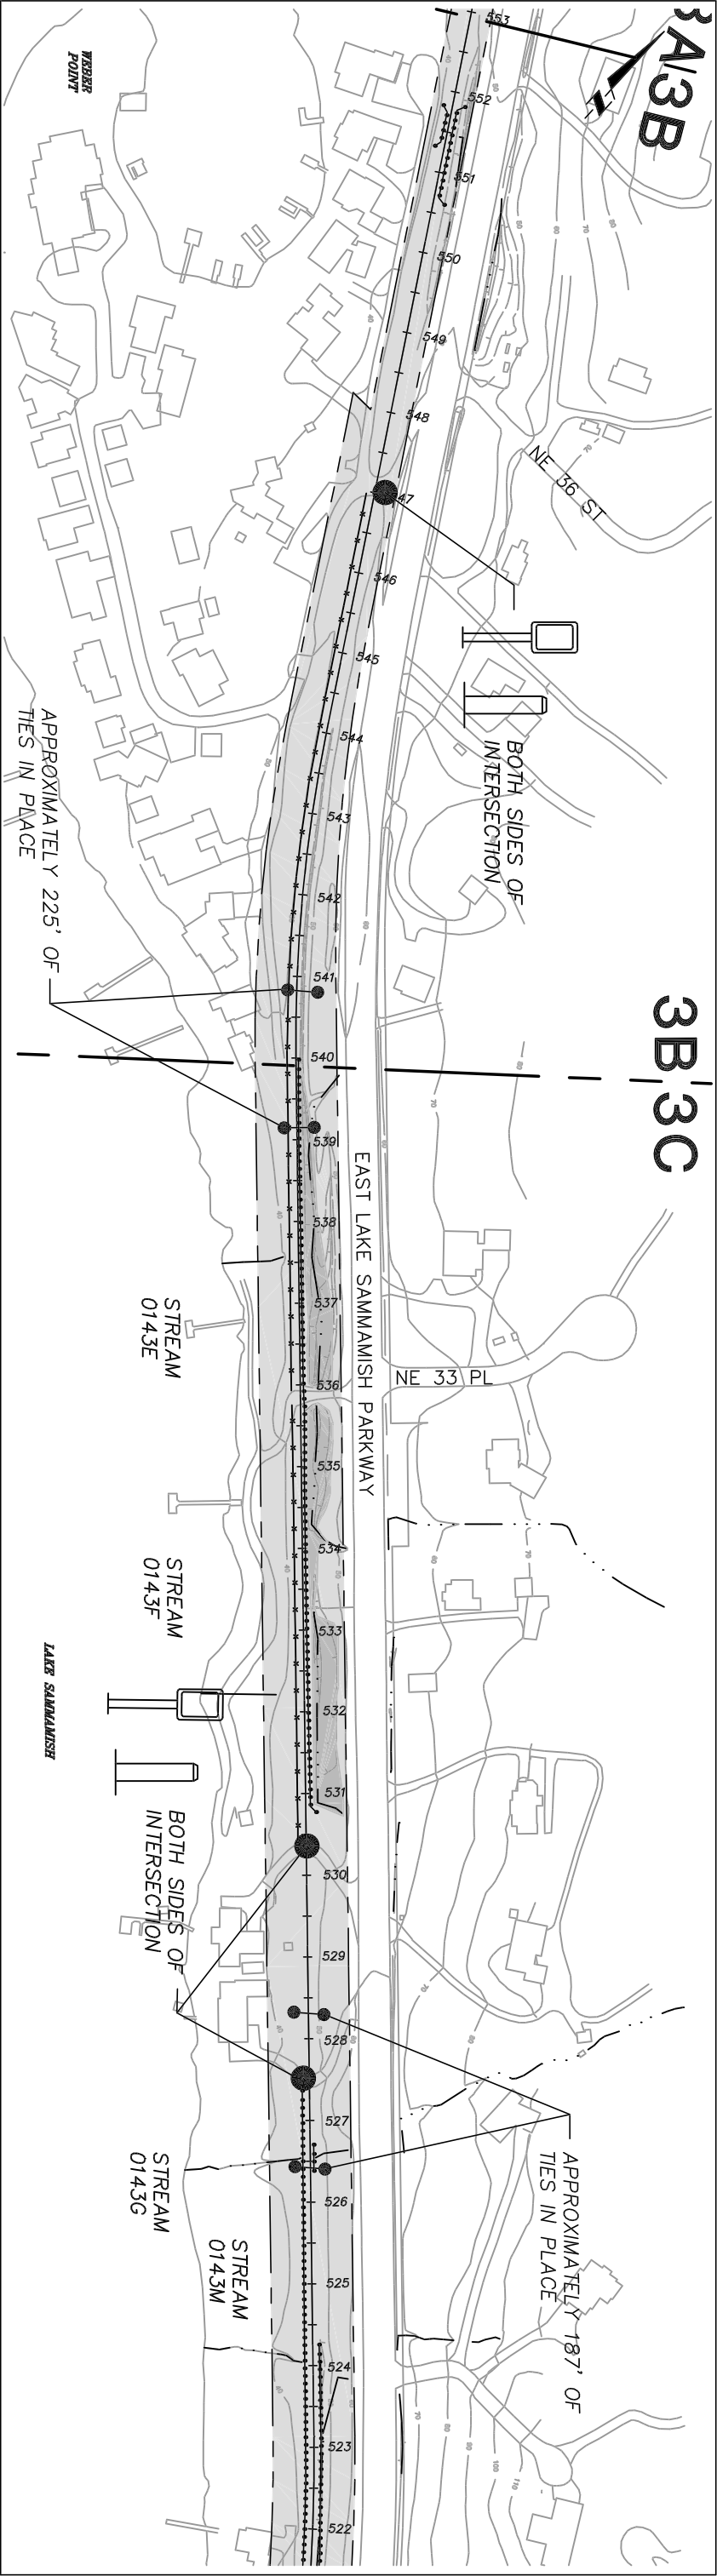 3A 3B
553
WEBER
POINT
552
551
550
549
548
NE 36 ST
47
546
545
544
BOTH SIDES OF
INTERSECTION
APPROXIMATELY 225' OF
TIES IN PLACE
543
542
541
3B 3C
540
539
538
EAST LAKE SAMMAMISH PARKWAY
537
STREAM
0143E
536
NE 33 PL
535
534
STREAM
0143F
533
LAKE SAMMAMISH
532
531
BOTH SIDES OF
INTERSECTION
530
529
528
527
STREAM
0143G
526
APPROXIMATELY 187' OF
TIES IN PLACE
525
STREAM
0143M
524
523
522